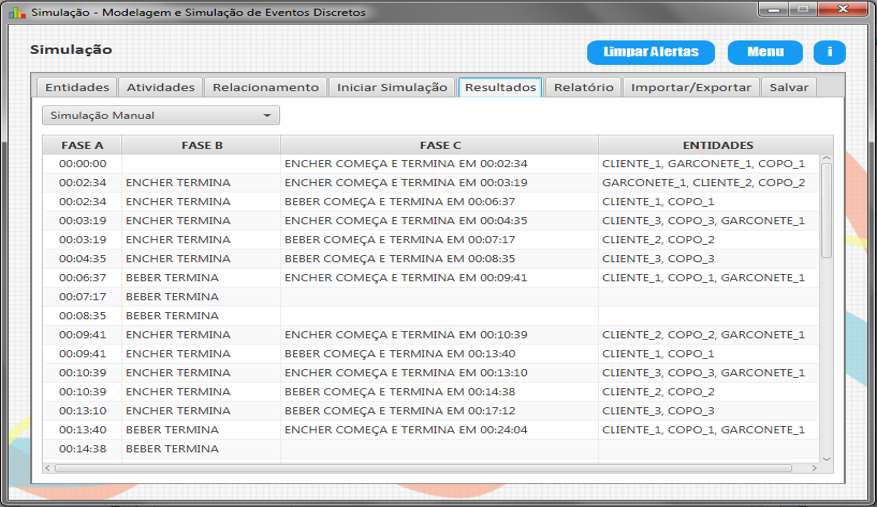 Simulação - Modelagem e Simulação de Eventos Discretos
Simulação
Limpar Alertas Menu i
Entidades Atividades Relacionamento Iniciar Simulação Resultados Relatório Importar/Exportar Salvar
Simulação Manual
FASE A FASE B FASE C ENTIDADES
00:00:00 ENCHER COMEÇA E TERMINA EM 00:02:34 CLIENTE_1, GARCONETE_1, COPO_1
00:02:34 ENCHER TERMINA ENCHER COMEÇA E TERMINA EM 00:03:19 GARCONETE_1, CLIENTE_2, COPO_2
00:02:34 ENCHER TERMINA BEBER COMEÇA E TERMINA EM 00:06:37 CLIENTE_1, COPO_1
00:03:19 ENCHER TERMINA ENCHER COMEÇA E TERMINA EM 00:04:35 CLIENTE_3, COPO_3, GARCONETE_1
00:03:19 ENCHER TERMINA BEBER COMEÇA E TERMINA EM 00:07:17 CLIENTE_2, COPO_2
00:04:35 ENCHER TERMINA BEBER COMEÇA E TERMINA EM 00:08:35 CLIENTE_3, COPO_3
00:06:37 BEBER TERMINA ENCHER COMEÇA E TERMINA EM 00:09:41 CLIENTE_1, COPO_1, GARCONETE_1
00:07:17 BEBER TERMINA
00:08:35 BEBER TERMINA
00:09:41 ENCHER TERMINA ENCHER COMEÇA E TERMINA EM 00:10:39 CLIENTE_2, COPO_2, GARCONETE_1
00:09:41 ENCHER TERMINA BEBER COMEÇA E TERMINA EM 00:13:40 CLIENTE_1, COPO_1
00:10:39 ENCHER TERMINA ENCHER COMEÇA E TERMINA EM 00:13:10 CLIENTE_3, COPO_3, GARCONETE_1
00:10:39 ENCHER TERMINA BEBER COMEÇA E TERMINA EM 00:14:38 CLIENTE_2, COPO_2
00:13:10 ENCHER TERMINA BEBER COMEÇA E TERMINA EM 00:17:12 CLIENTE_3, COPO_3
00:13:40 BEBER TERMINA ENCHER COMEÇA E TERMINA EM 00:24:04 CLIENTE_1, COPO_1, GARCONETE_1
00:14:38 BEBER TERMINA